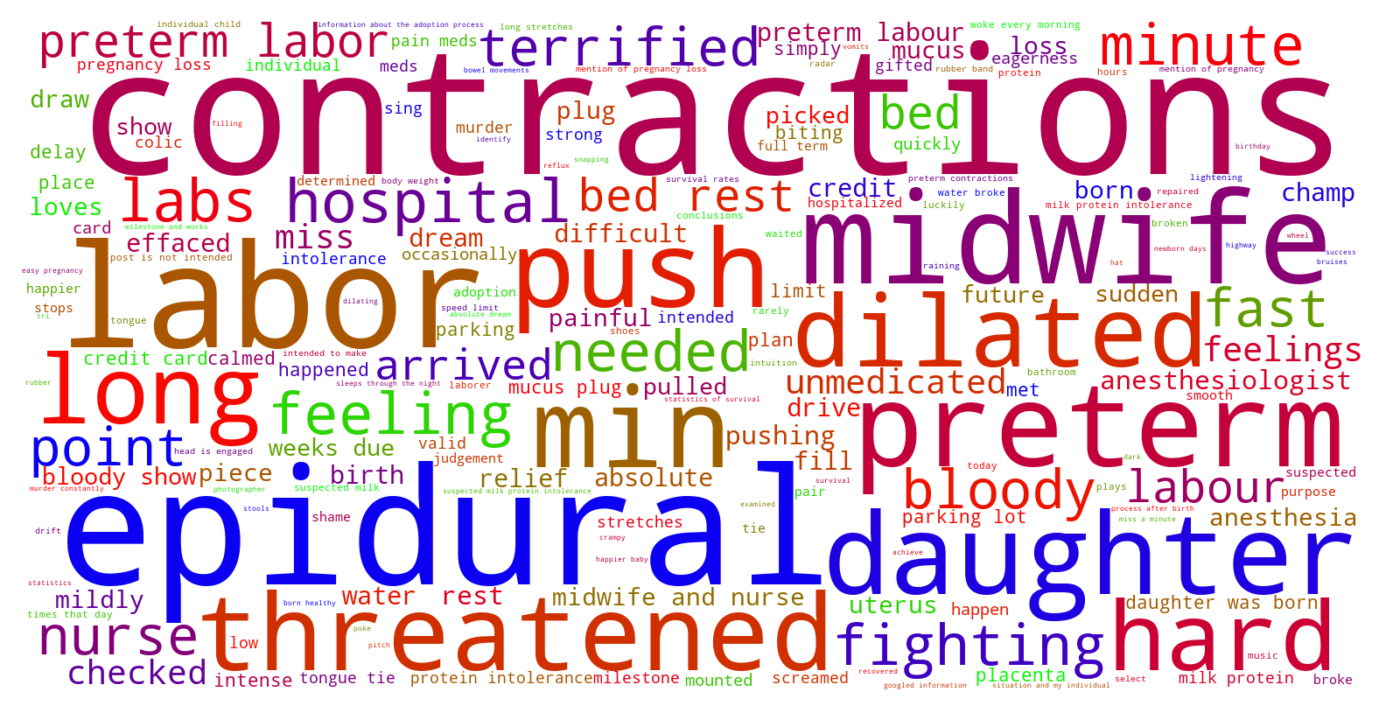 individual child
information about the adoption process
long stretches
woke every morning
preterm labor
pain meds
terrified
preterm labour
simply
vomits
mucus
loss
minute
pregnancy loss
individual
meds
bowel movements
mention of pregnancy loss
radar
gifted
rubber band
eagerness
protein
hours
mention of pregnancy
contractions
draw
show
filling
colic
sing
murder
identify
plug
strong
picked
biting
full term
bed
quickly
birthday
delay
reflux
snapping
place
loves
labs
hospital
determined
body weight
bed rest
survival rates
credit
hospitalized
preterm contractions
water broke
luckily
born
lightening
repaired
milk protein intolerance
champ
milestone and works
card
effaced
miss
dream
difficult
conclusions
waited
midwife
broken
newborn days
highway
wheel
success
bruises
post is not intended
intolerance
occasionally
easy pregnancy
labor
push
training
hat
happier
stops
tongue
dilating
adoption
speed limit
absolute dream
parking
painful
intended
limit
rarely
future
sudden
fast
tri
shoes
plan
dilated
credit card
calmed
intended to make
happened
arrived
needed
intuition
bathroom
feelings
rubber
long
sleeps through the night
laborer
mucus plug
pulled
statistics of survival
unmedicated
met
anesthesiologist
smooth
drive
feeling
min
preterm
point
head is engaged
weeks due
valid
judgement
pushing
fill
bloody show
piece
birth
relief
absolute
today
dark
survival
suspected
murder constantly
photographer
suspected milk
suspected milk protein intolerance
examined
pair
bloody
plays
labour
purpose
process after birth
miss a minute
epidural
stools
shame
stretches
crampy
tie
parking lot
anesthesia
drift
happier baby
achieve
daughter
statistics
mildly
born healthy
water
rest
midwife and nurse
uterus
happen
daughter was born
times that day
nurse
low
threatened
poke
pitch
fighting
hard
music
checked
intense
tongue tie
protein intolerance
milestone
mounted
screamed
recovered
googled information
placenta
situation and my individual
select
milk protein
broke